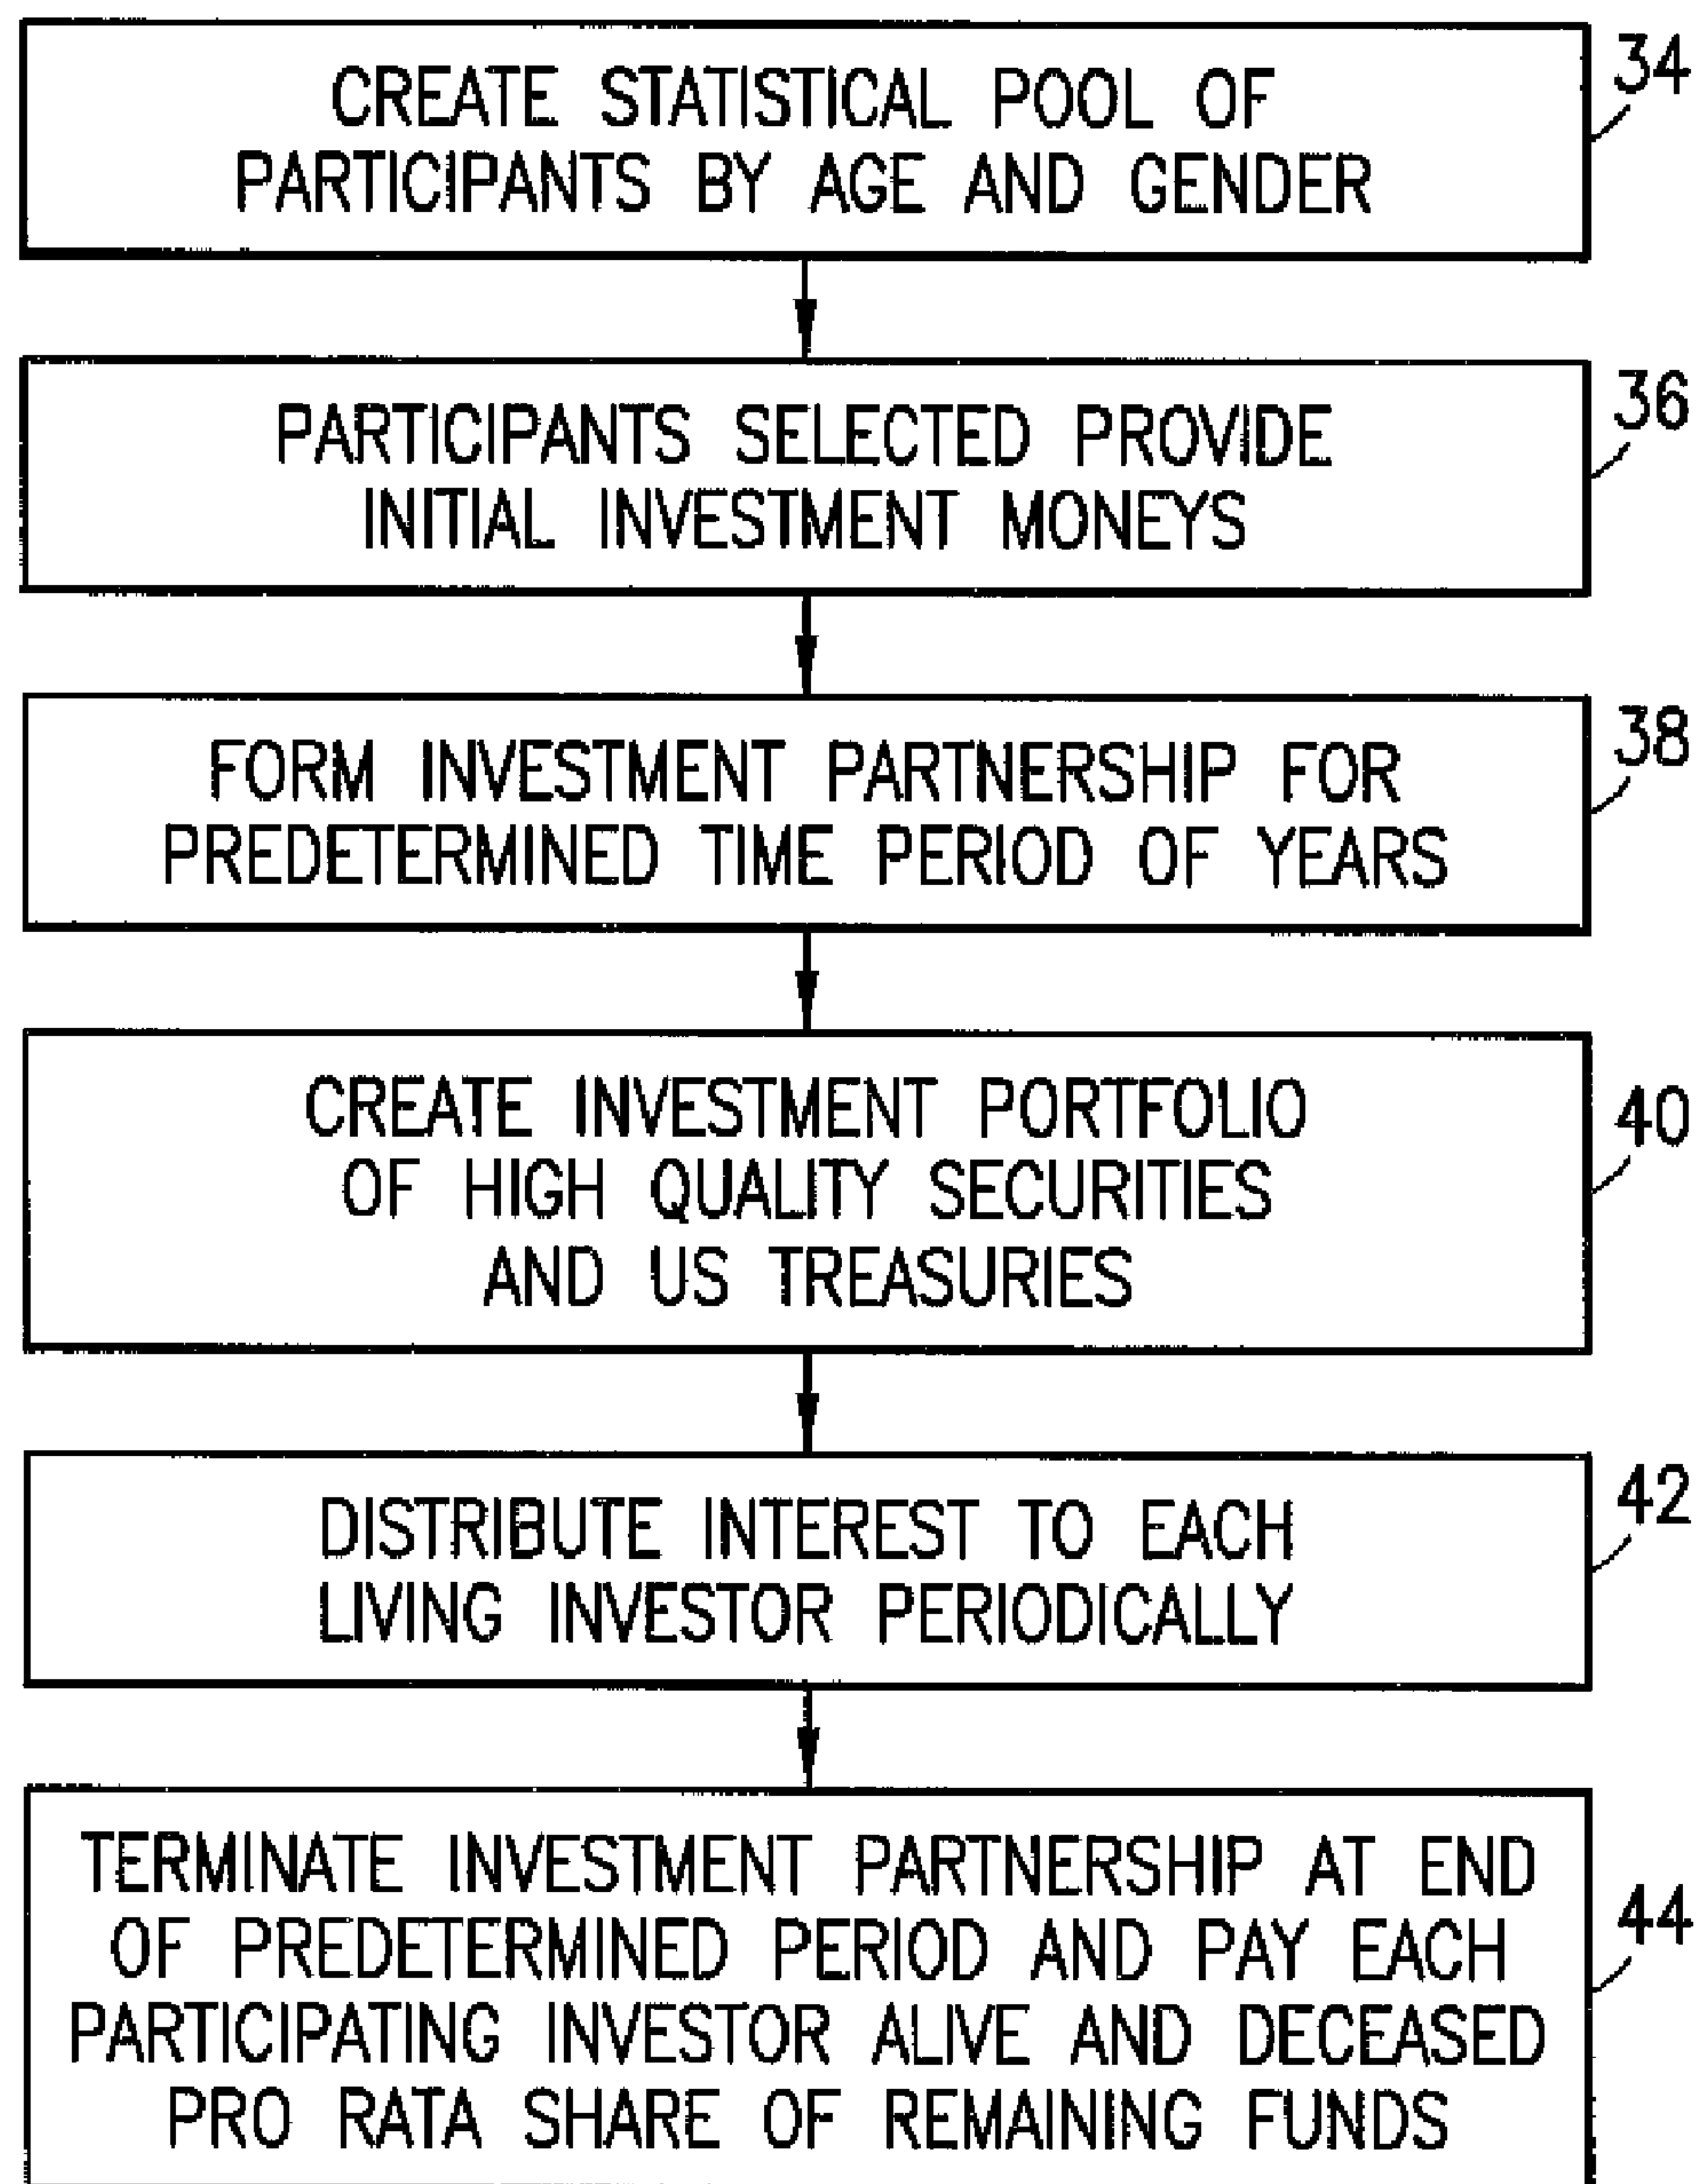 CREATE STATISTICAL POOL OF
PARTICIPANTS BY AGE AND GENDER
34
PARTICIPANTS SELECTED PROVIDE
INITIAL INVESTMENT MONEYS
36
FORM INVESTMENT PARTNERSHIP FOR
PREDETERMINED TIME PERIOD OF YEARS
38
CREATE INVESTMENT PORTFOLIO
OF HIGH QUALITY SECURITIES
AND US TREASURIES
40
DISTRIBUTE INTEREST TO EACH
LIVING INVESTOR PERIODICALLY
42
TERMINATE INVESTMENT PARTNERSHIP AT END
OF PREDETERMINED PERIOD AND PAY EACH
PARTICIPATING INVESTOR ALIVE AND DECEASED
PRO RATA SHARE OF REMAINING FUNDS
44